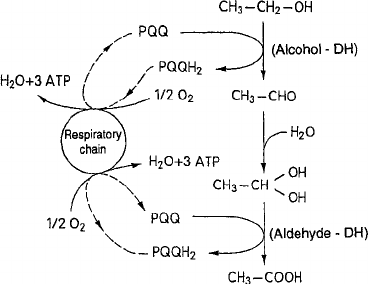 CH₃–CH₂–OH
PQQ
(Alcohol - DH)
PQQH₂
H₂O+3 ATP
1/2 O₂
CH₃–CHO
Respiratory
chain
H₂O
H₂O+3 ATP
OH
CH₃–CH
OH
1/2 O₂
PQQ
(Aldehyde - DH)
PQQH₂
CH₃–COOH